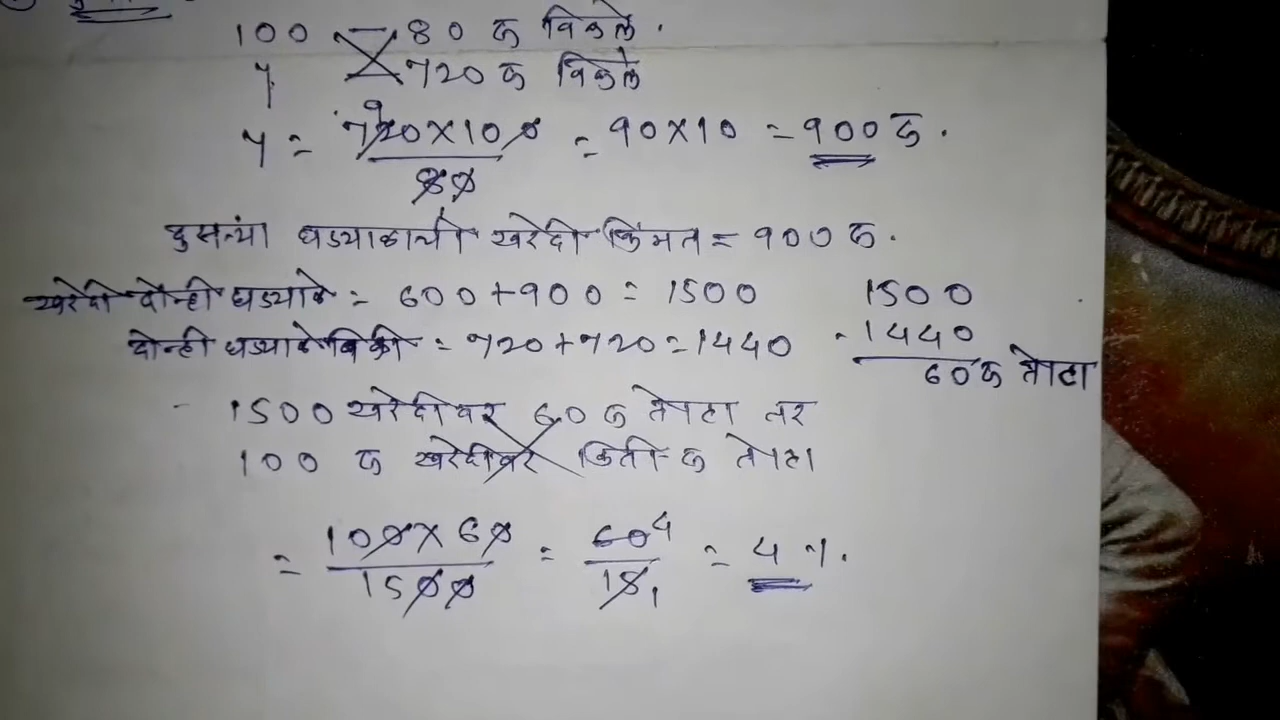 100 80 रु विकले.
y 720 रु विकले
y = 720×100 / 80 = 90×10 = 900 रु.
दुसऱ्या घड्याळाची खरेदी किंमत = 900 रु.
खरेदी दोन्ही घड्याळे = 600+900 = 1500 1500
दोन्ही घड्याळे विक्री = 720+720=1440 - 1440
60 रु तोटा
1500 खरेदीवर 60 रु तोटा तर
100 रु खरेदीवर किती रु तोटा
= 100×60 / 1500 = 60 4 / 15 1 = 4 %.